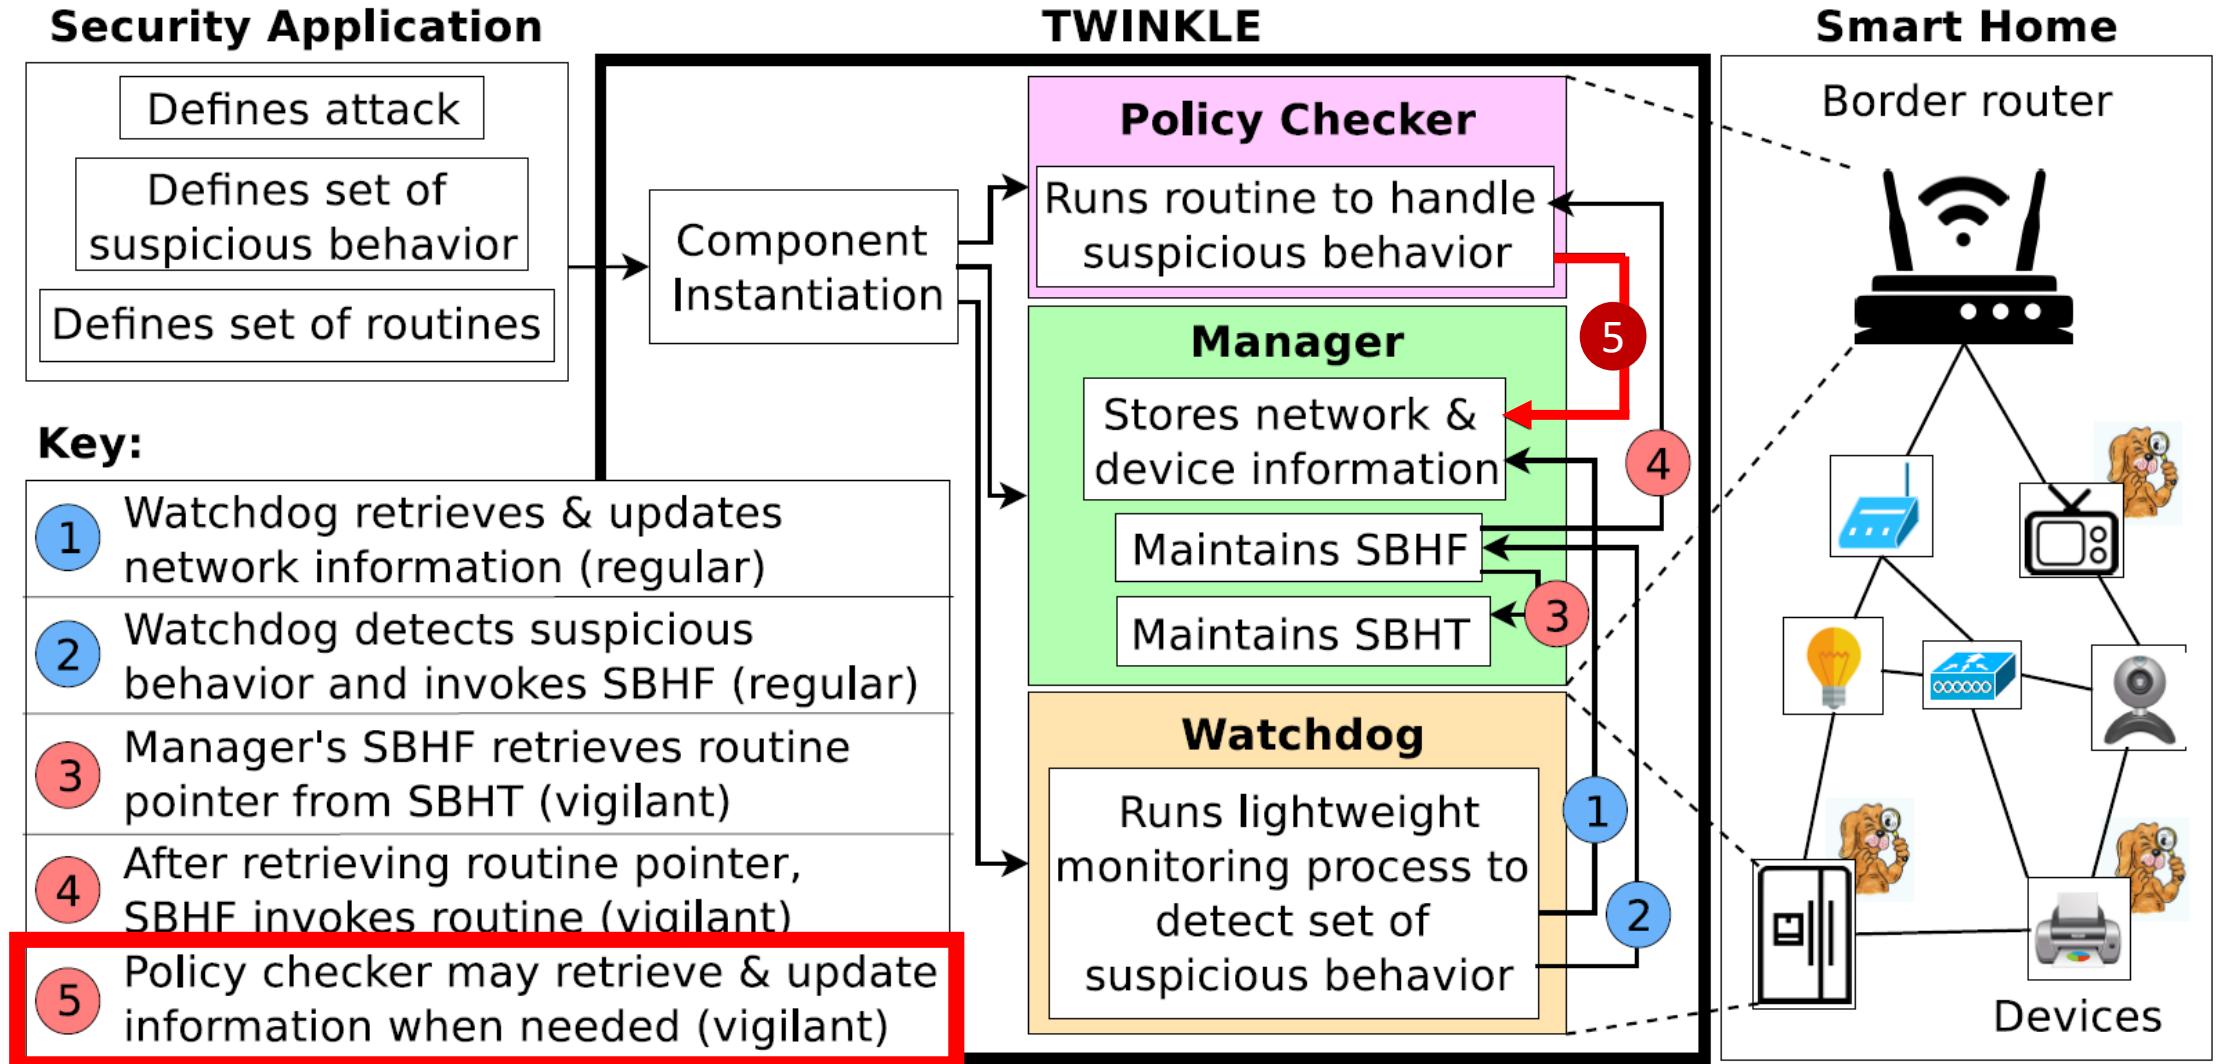 Security Application
Defines attack
Defines set of
suspicious behavior
Defines set of routines
Key:
1
Watchdog retrieves & updates
network information (regular)
2
Watchdog detects suspicious
behavior and invokes SBHF (regular)
3
Manager's SBHF retrieves routine
pointer from SBHT (vigilant)
4
After retrieving routine pointer,
SBHF invokes routine (vigilant)
5
Policy checker may retrieve & update
information when needed (vigilant)
TWINKLE
Component
Instantiation
Policy Checker
Runs routine to handle
suspicious behavior
5
Manager
Stores network &
device information
4
Maintains SBHF
3
Maintains SBHT
Watchdog
Runs lightweight
monitoring process to
detect set of
suspicious behavior
1
2
Smart Home
Border router
Devices